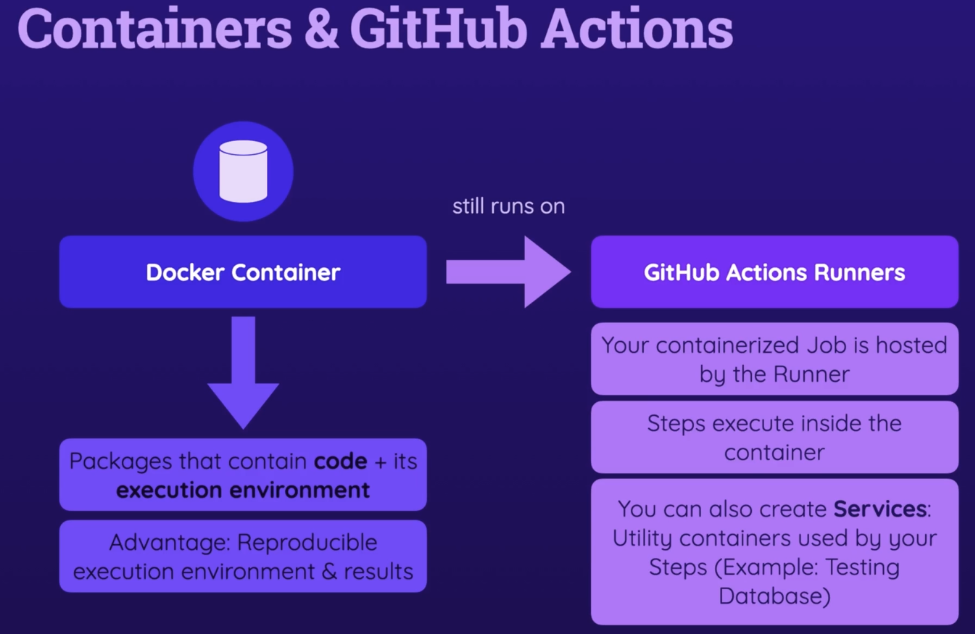 Containers & GitHub Actions
still runs on
Docker Container
GitHub Actions Runners
Packages that contain code + its
execution environment
Advantage: Reproducible
execution environment & results
Your containerized Job is hosted
by the Runner
Steps execute inside the
container
You can also create Services:
Utility containers used by your
Steps (Example: Testing
Database)